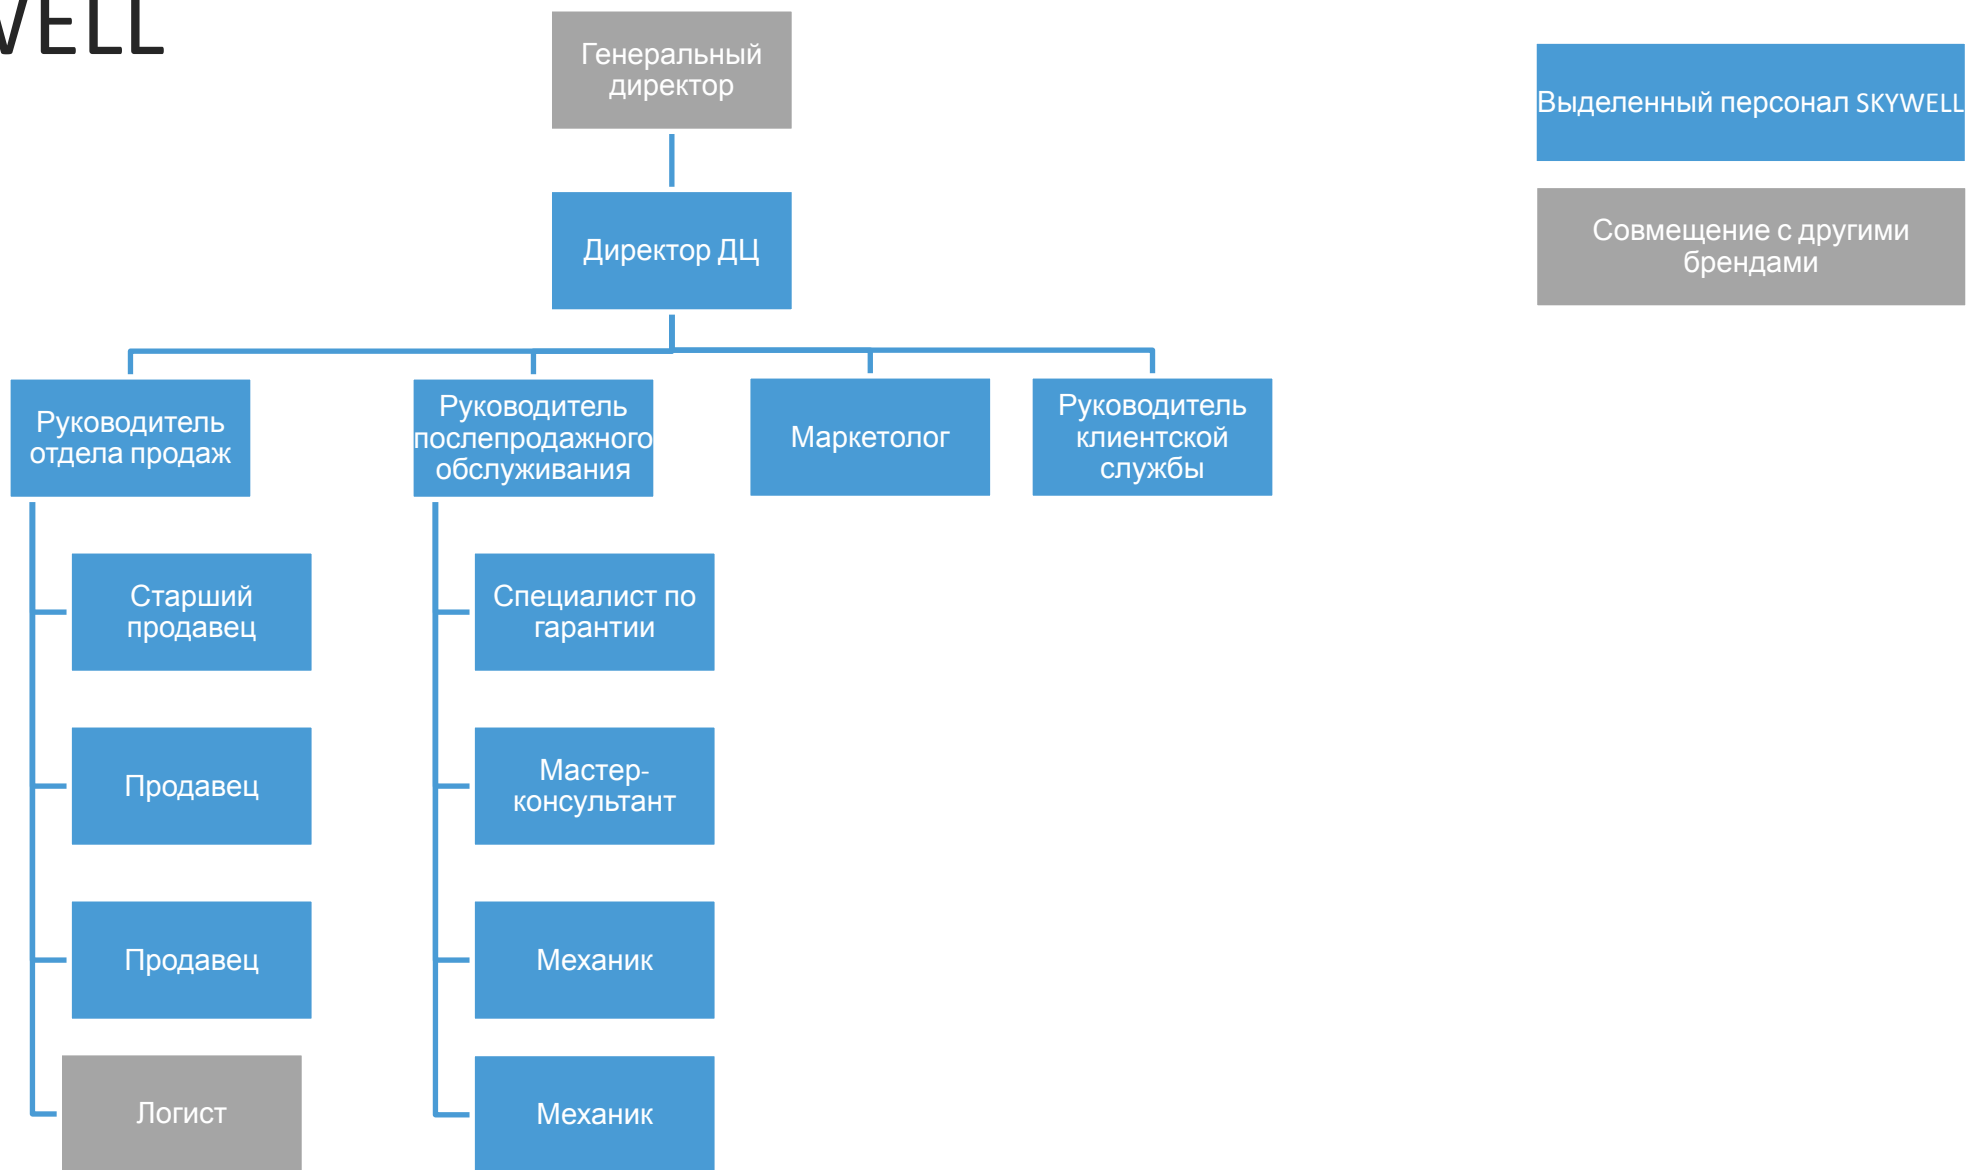 WELL
Генеральный
директор
Выделенный персонал SKYWELL
Совмещение с другими
брендами
Директор ДЦ
Руководитель
отдела продаж
Руководитель
послепродажного
обслуживания
Маркетолог
Руководитель
клиентской
службы
Старший
продавец
Специалист по
гарантии
Продавец
Мастер-
консультант
Продавец
Механик
Логист
Механик